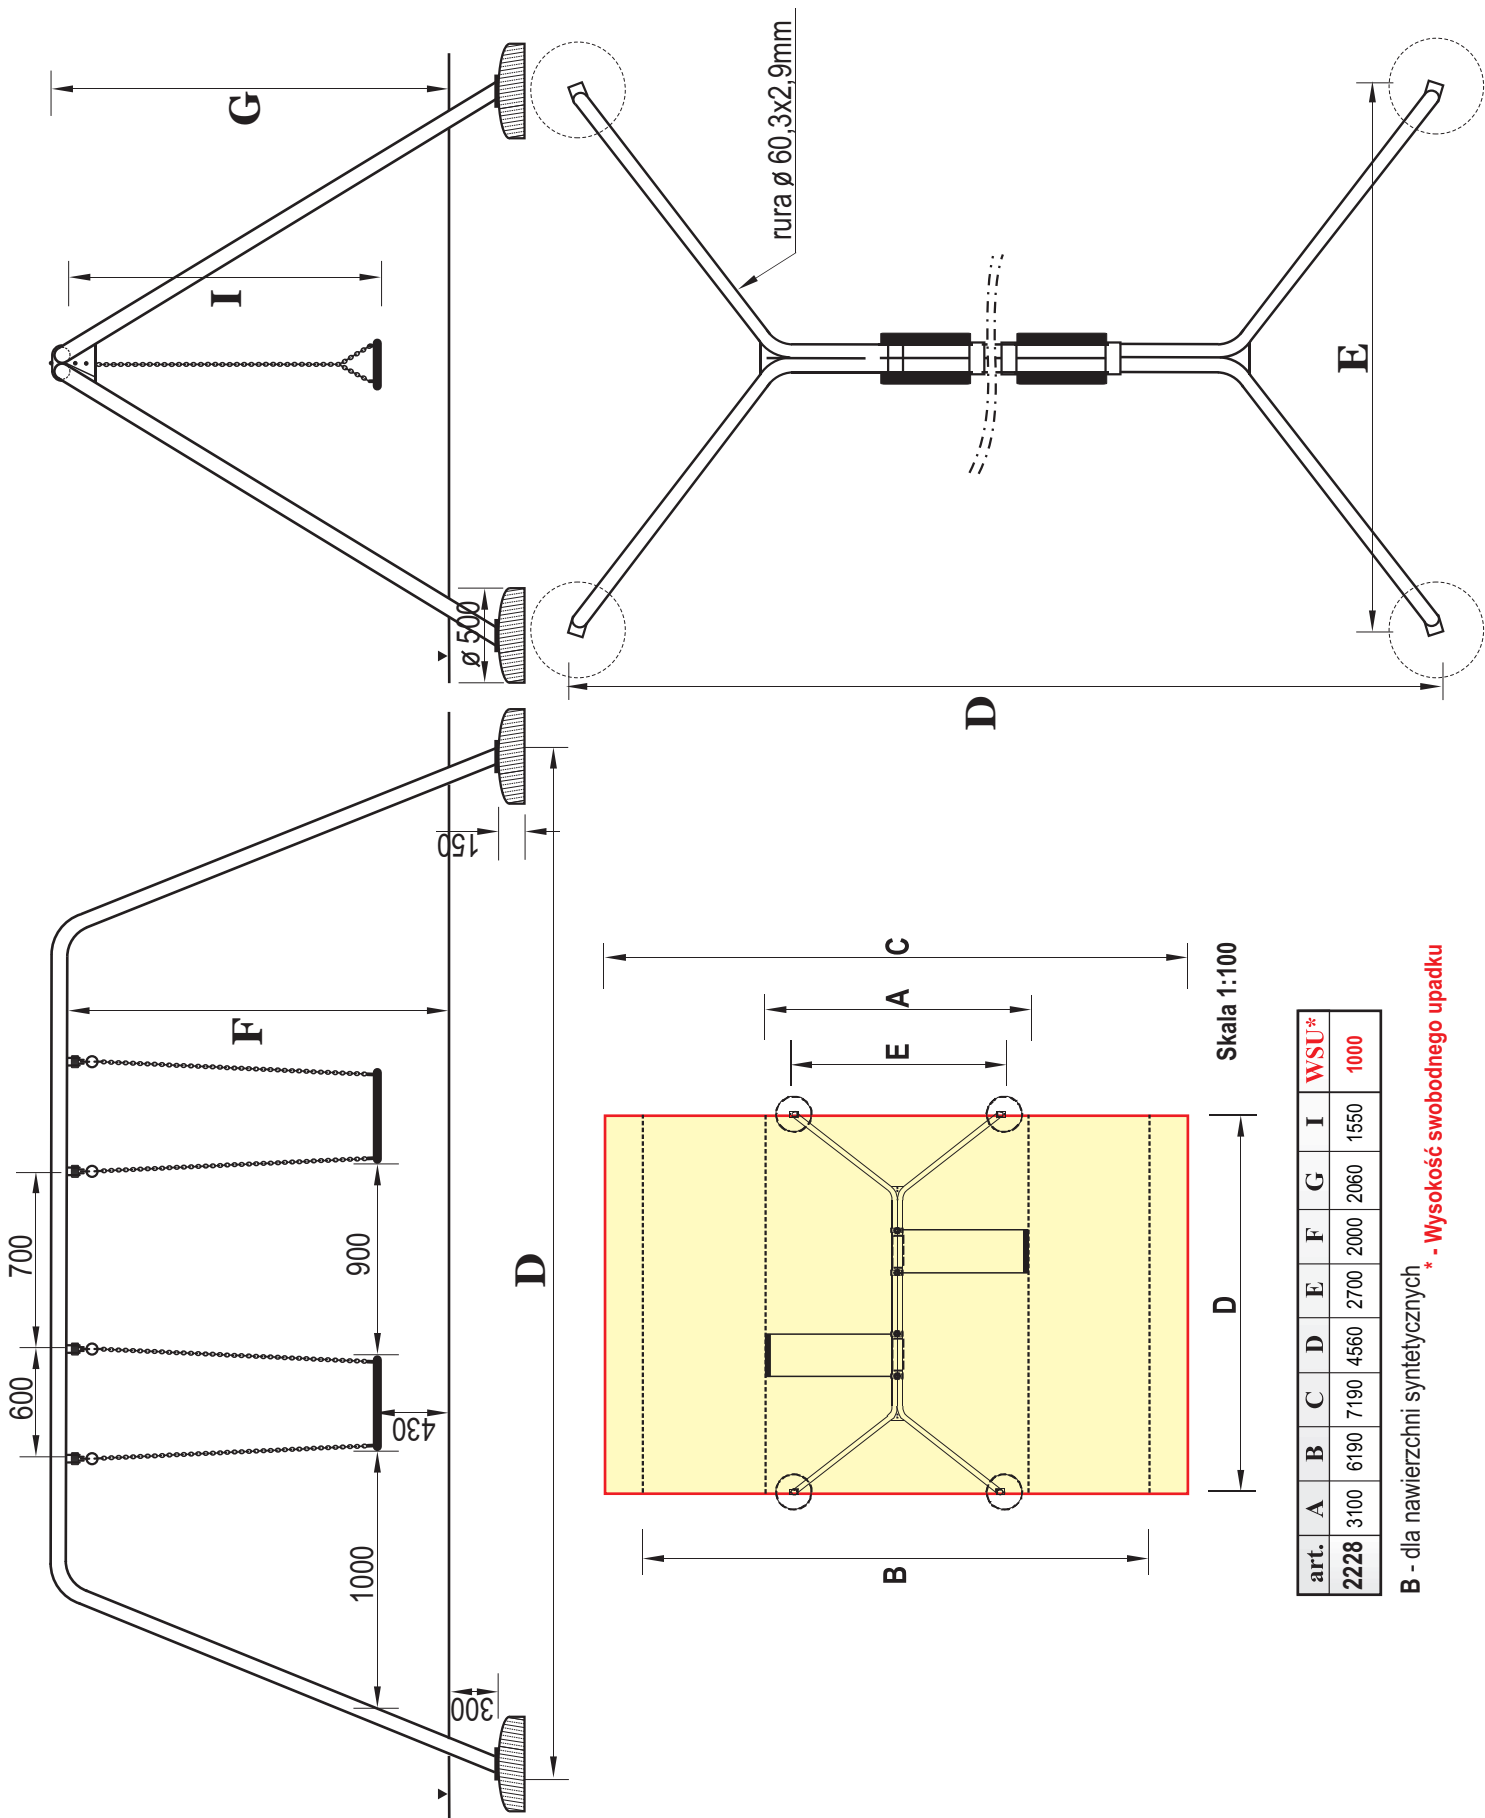 600
700
1000
900
430
F
300
150
D
G
I
ø 500
rura ø 60,3x2,9mm
E
D
B
D
E
A
C
Skala 1:100
art. A B C D E F G I WSU*
2228 3100 6190 7190 4560 2700 2000 2060 1550 1000
B - dla nawierzchni syntetycznych
* - Wysokość swobodnego upadku